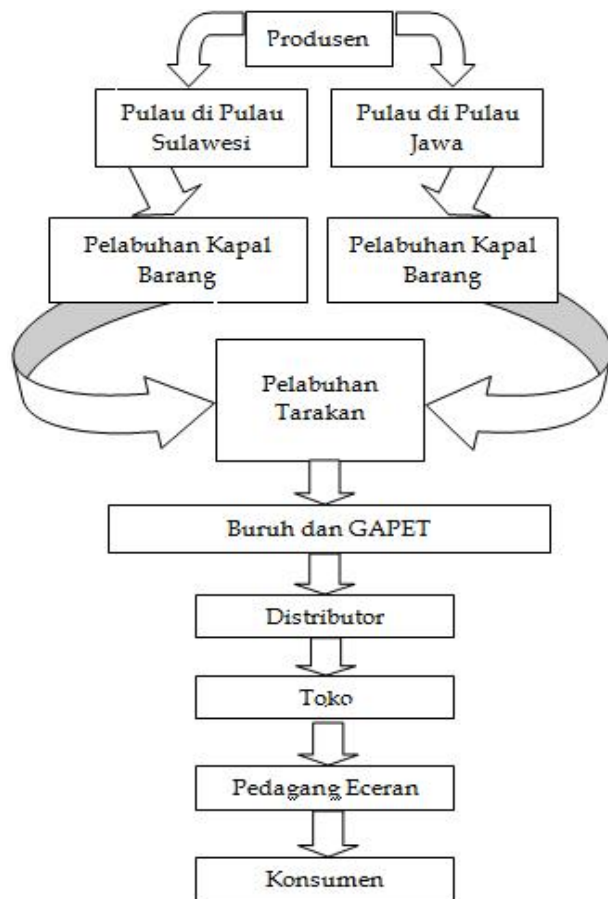 Produsen
Pulau di Pulau
Sulawesi
Pulau di Pulau
Jawa
Pelabuhan Kapal
Barang
Pelabuhan Kapal
Barang
Pelabuhan
Tarakan
Buruh dan GAPET
Distributor
Toko
Pedagang Eceran
Konsumen